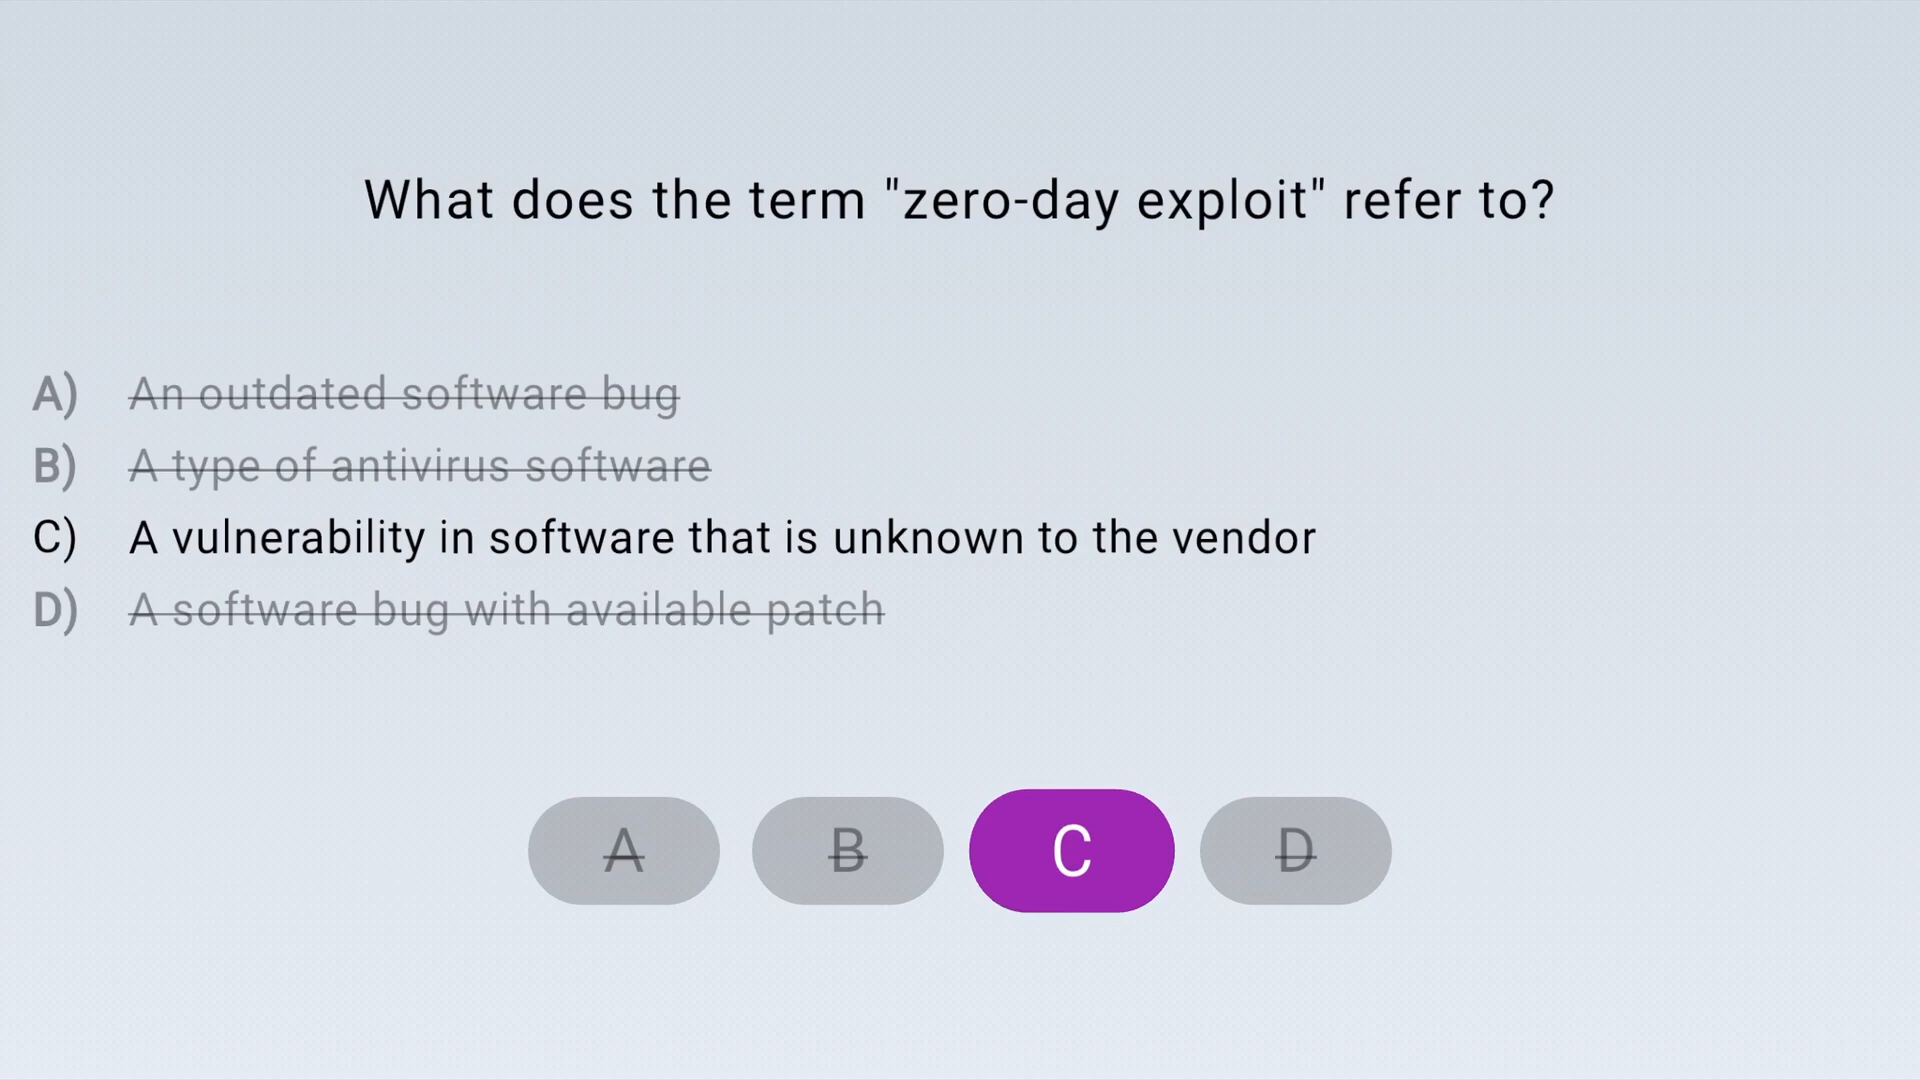 What does the term "zero-day exploit" refer to?
A) An outdated software bug
B) A type of antivirus software
C) A vulnerability in software that is unknown to the vendor
D) A software bug with available patch
A B C D